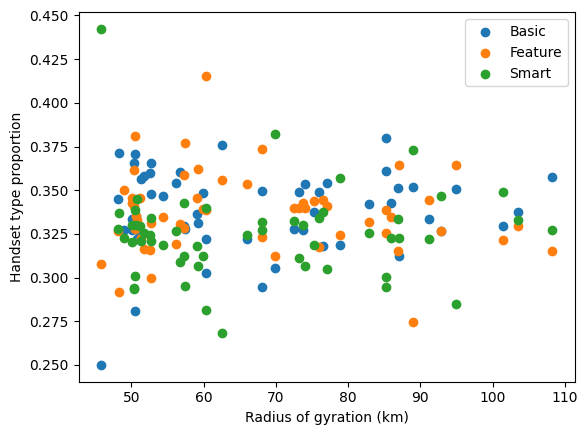 0.450
0.425
0.400
0.375
0.350
0.325
0.300
0.275
0.250
Handset type proportion
Basic
Feature
Smart
50 60 70 80 90 100 110
Radius of gyration (km)